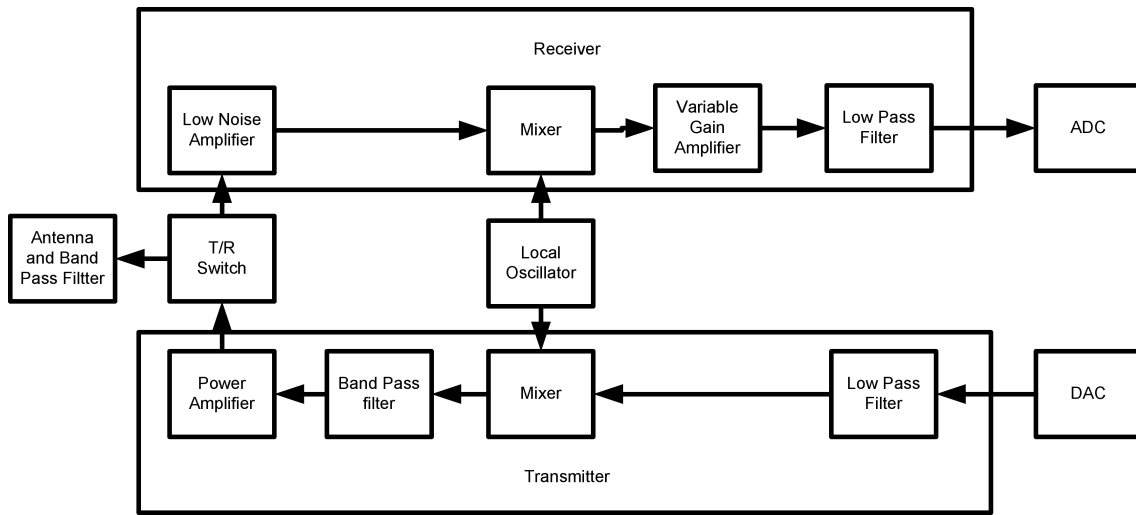 Receiver
Low Noise
Amplifier
Mixer
Variable
Gain
Amplifier
Low Pass
Filter
ADC
Antenna
and Band
Pass Filtter
T/R
Switch
Local
Oscillator
Power
Amplifier
Band Pass
filter
Mixer
Low Pass
Filter
DAC
Transmitter